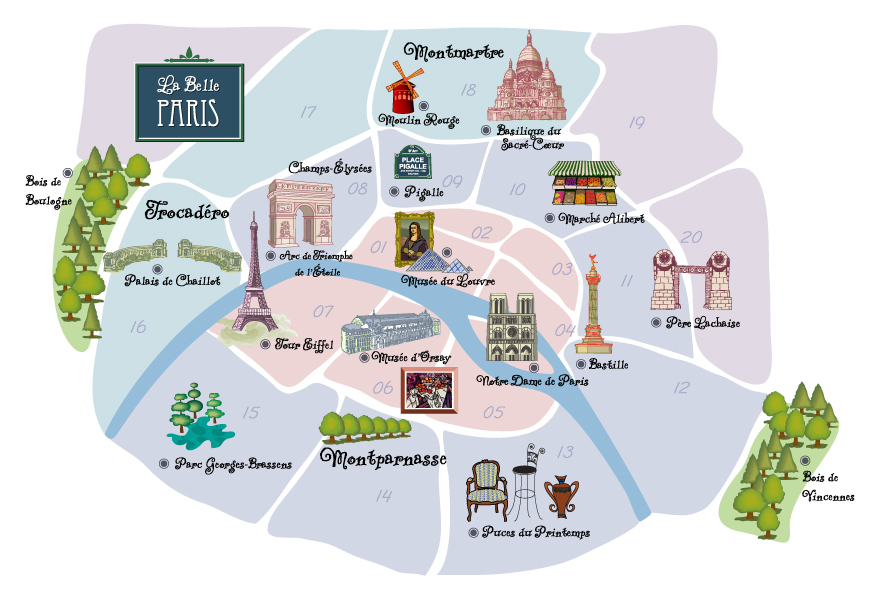 La Belle
PARIS
Montmartre
17
18
19
Moulin Rouge
Basilique du
Sacré-Cœur
Bois de
Boulogne
Champs-Élysées
08
PLACE
PIGALLE
Pigalle
09
10
Marché Alibert
Trocadéro
Palais de Chaillot
16
Arc de Triomphe
de l'Étoile
01
02
03
Musée du Louvre
11
20
Père Lachaise
07
Tour Eiffel
Musée d'Orsay
04
Notre Dame de Paris
Bastille
06
05
12
15
Parc Georges-Brassens
Montparnasse
14
13
Puces du Printemps
Bois de
Vincennes